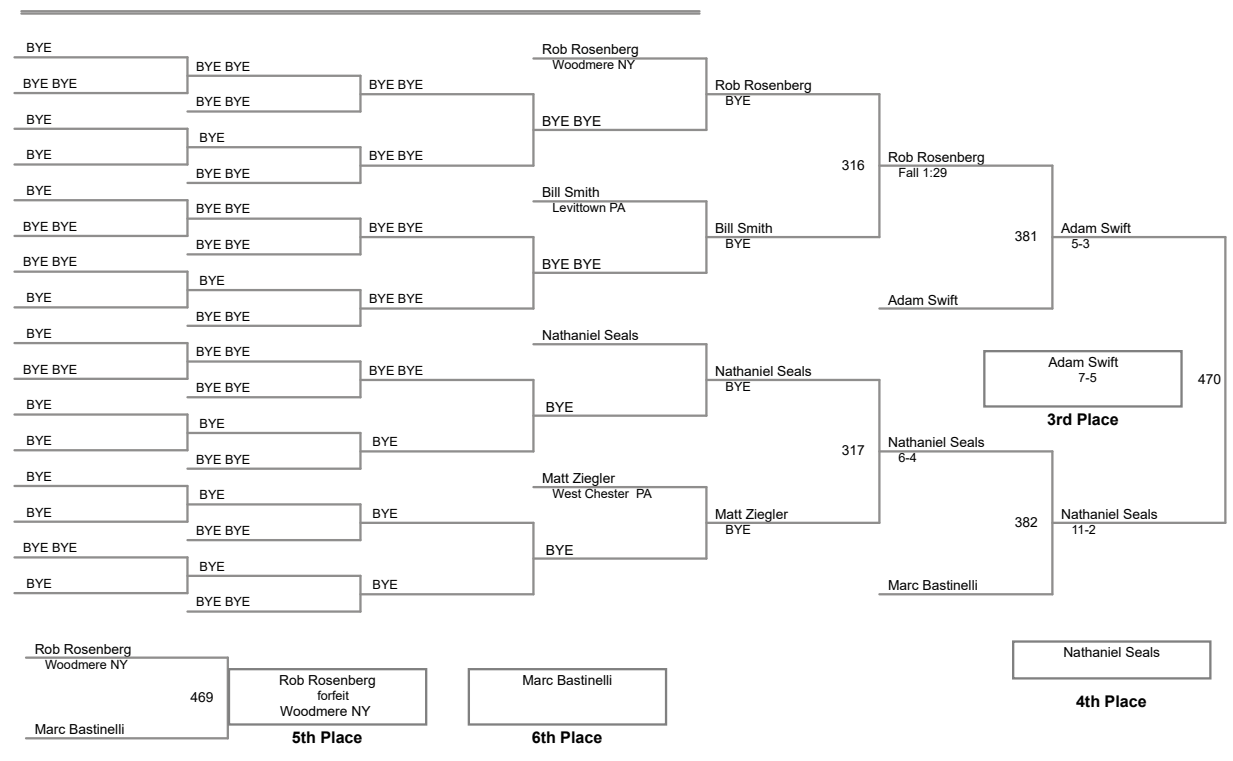 BYE
BYE BYE
BYE
BYE
BYE
BYE BYE
BYE BYE
BYE
BYE
BYE BYE
BYE
BYE
BYE
BYE
BYE BYE
BYE
BYE BYE
BYE BYE
BYE
BYE BYE
BYE BYE
BYE BYE
BYE
BYE BYE
BYE BYE
BYE BYE
BYE
BYE BYE
BYE
BYE BYE
BYE
BYE BYE
BYE BYE
BYE BYE
BYE BYE
BYE BYE
BYE BYE
BYE
BYE
BYE
Rob Rosenberg
Woodmere NY
BYE BYE
Bill Smith
Levittown PA
BYE BYE
Nathaniel Seals
BYE
Matt Ziegler
West Chester PA
BYE
Rob Rosenberg
BYE
316
Bill Smith
BYE
Nathaniel Seals
BYE
317
Matt Ziegler
BYE
Rob Rosenberg
Fall 1:29
381
Adam Swift
Nathaniel Seals
6-4
382
Marc Bastinelli
Adam Swift
5-3
Adam Swift
7-5
470
3rd Place
Nathaniel Seals
11-2
Rob Rosenberg
Woodmere NY
469
Marc Bastinelli
Rob Rosenberg
forfeit
Woodmere NY
5th Place
Marc Bastinelli
6th Place
Nathaniel Seals
4th Place